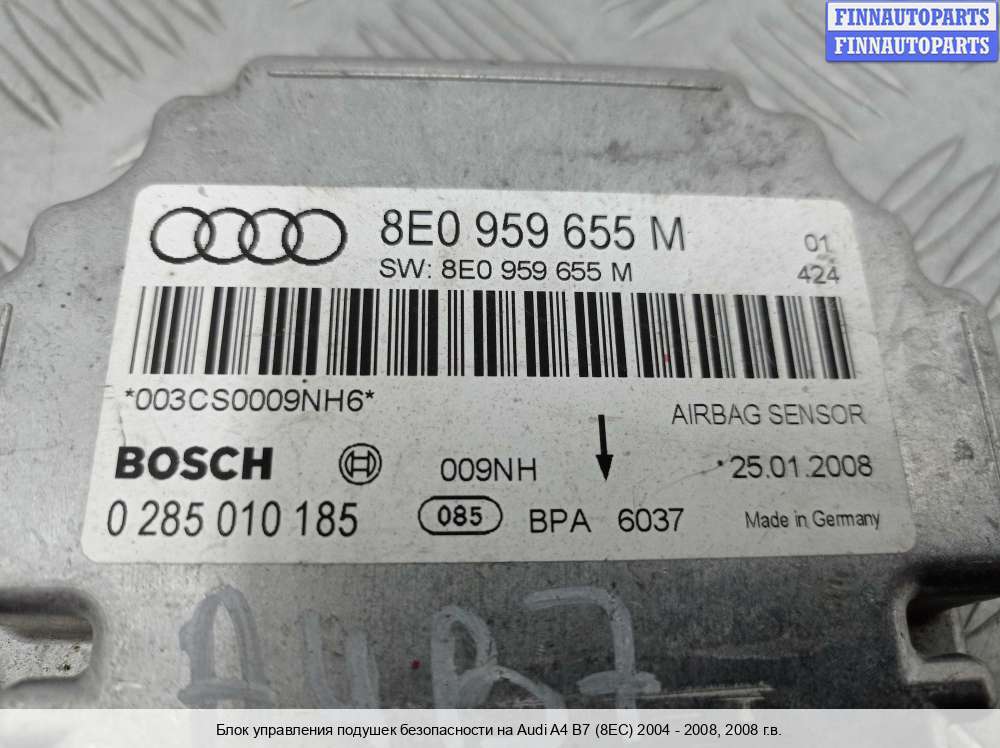 FINNAUTOPARTS
FINNAUTOPARTS
8E0 959 655 M
SW: 8E0 959 655 M
01
424
*003CS0009NH6*
AIRBAG SENSOR
BOSCH
009NH
25.01.2008
0 285 010 185
085
BPA 6037
Made in Germany
A4B7
Блок управления подушек безопасности на Audi A4 B7 (8EC) 2004 - 2008, 2008 г.в.